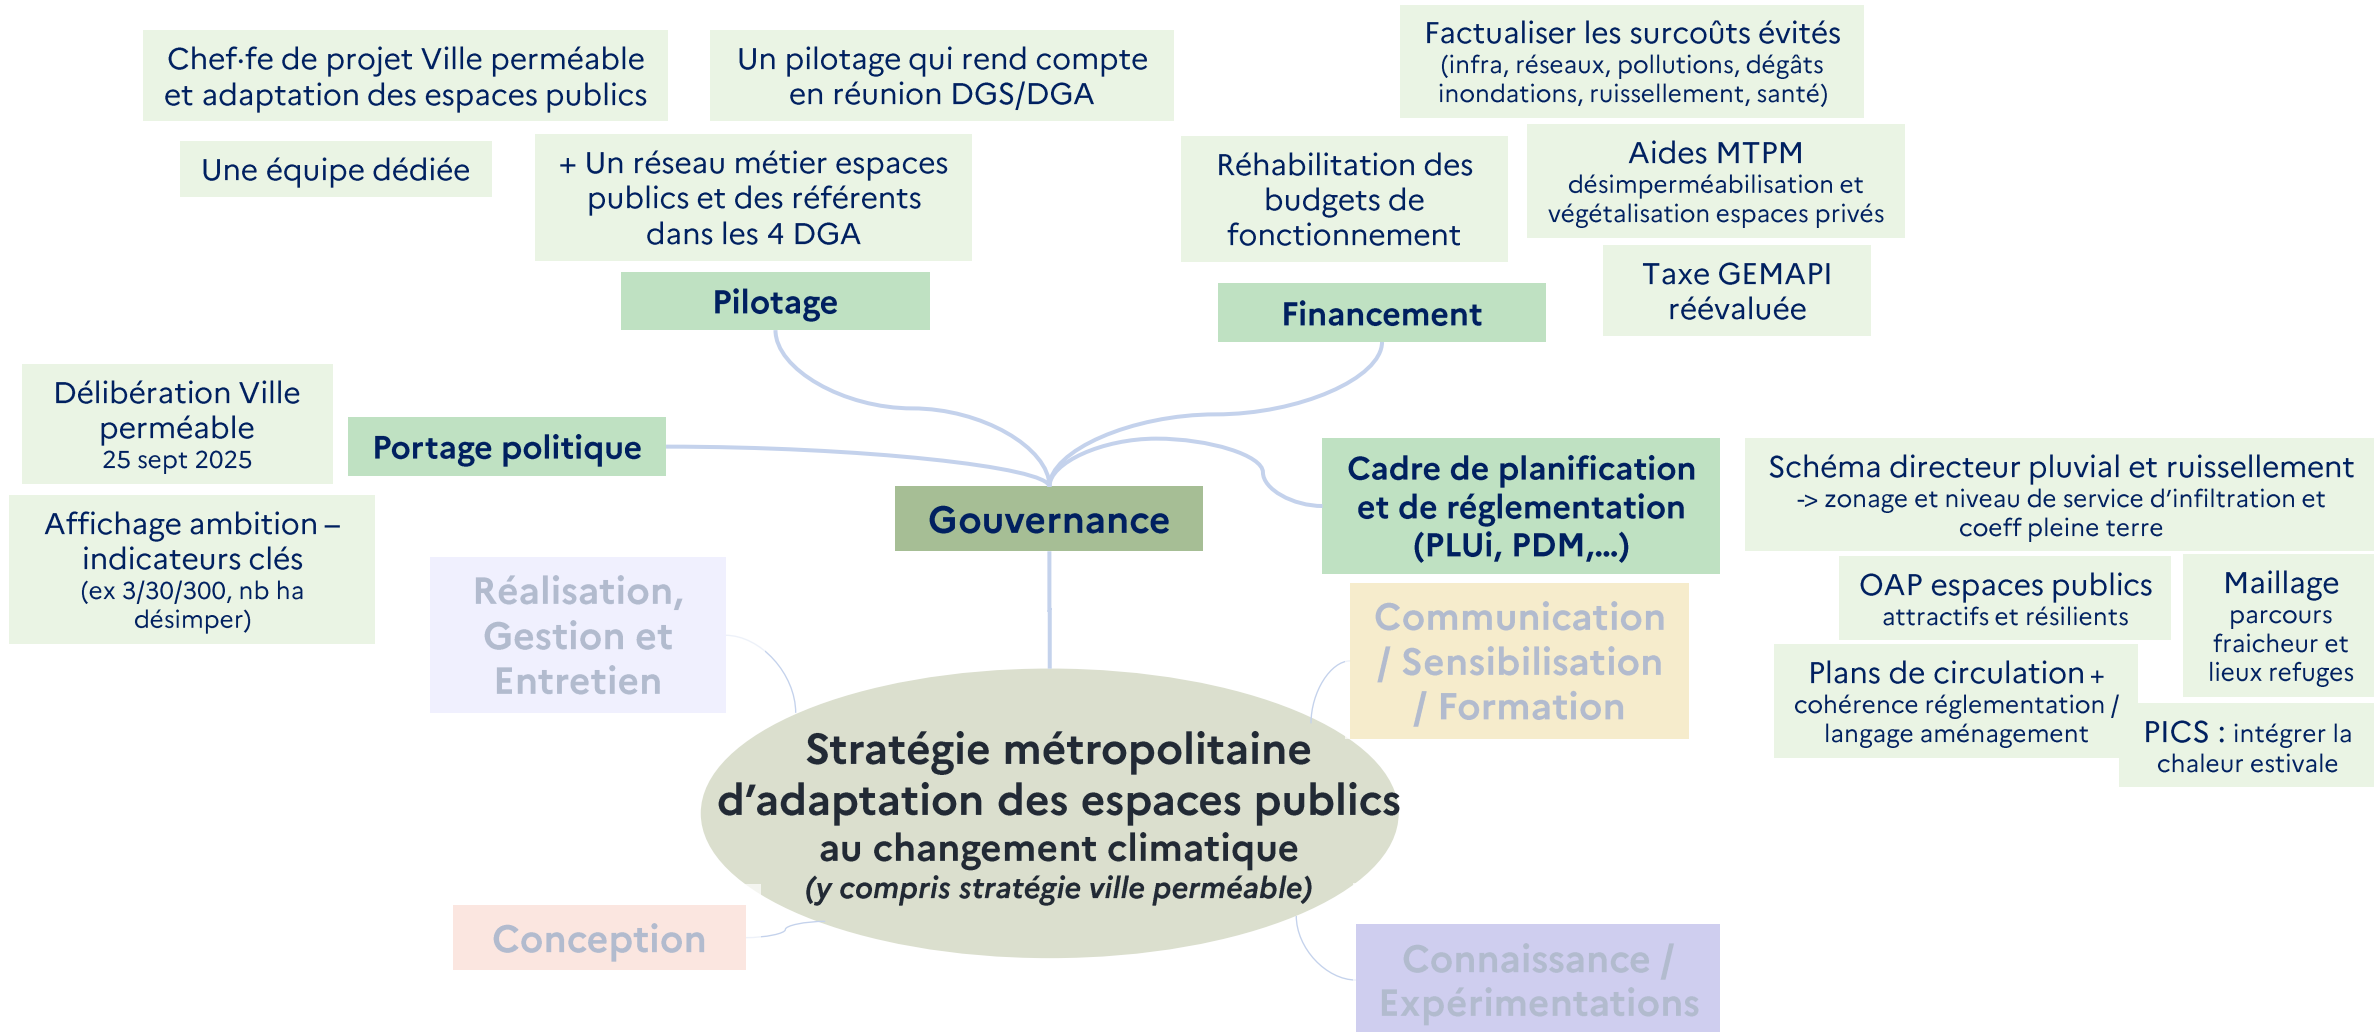 Chef·fe de projet Ville perméable
et adaptation des espaces publics
Un pilotage qui rend compte
en réunion DGS/DGA
Une équipe dédiée
+ Un réseau métier espaces
publics et des référents
dans les 4 DGA
Pilotage
Factualiser les surcoûts évités
(infra, réseaux, pollutions, dégâts
inondations, ruissellement, santé)
Réhabilitation des
budgets de
fonctionnement
Aides MTPM
désimperméabilisation et
végétalisation espaces privés
Taxe GEMAPI
réévaluée
Financement
Délibération Ville
perméable
25 sept 2025
Affichage ambition –
indicateurs clés
(ex 3/30/300, nb ha
désimper)
Portage politique
Gouvernance
Cadre de planification
et de réglementation
(PLUi, PDM,...)
Schéma directeur pluvial et ruissellement
-> zonage et niveau de service d’infiltration et
coeff pleine terre
OAP espaces publics
attractifs et résilients
Maillage
parcours
fraicheur et
lieux refuges
Plans de circulation +
cohérence réglementation /
langage aménagement
PICS : intégrer la
chaleur estivale
Réalisation,
Gestion et
Entretien
Communication
/ Sensibilisation
/ Formation
Stratégie métropolitaine
d’adaptation des espaces publics
au changement climatique
(y compris stratégie ville perméable)
Conception
Connaissance /
Expérimentations